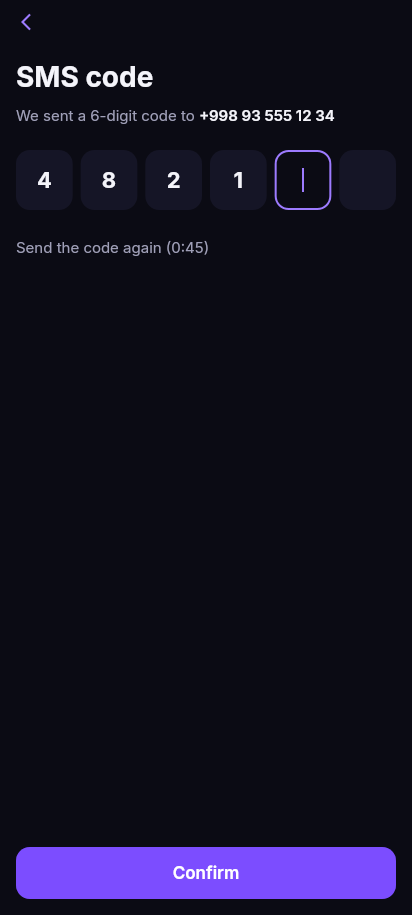 SMS code
We sent a 6-digit code to +998 93 555 12 34
4 8 2 1
Send the code again (0:45)
Confirm